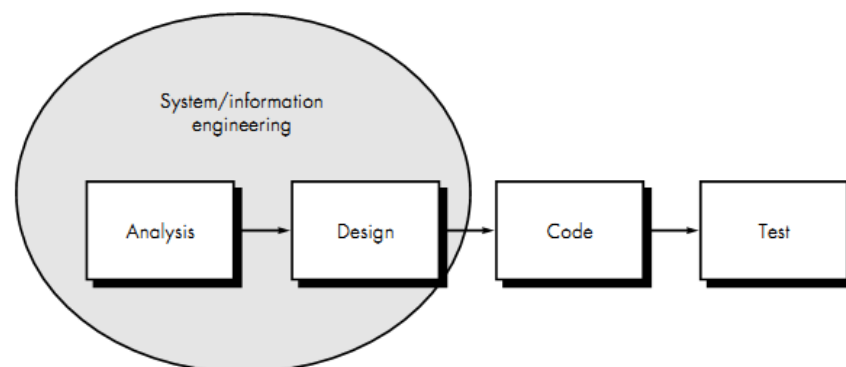 System/information
engineering
Analysis
Design
Code
Test